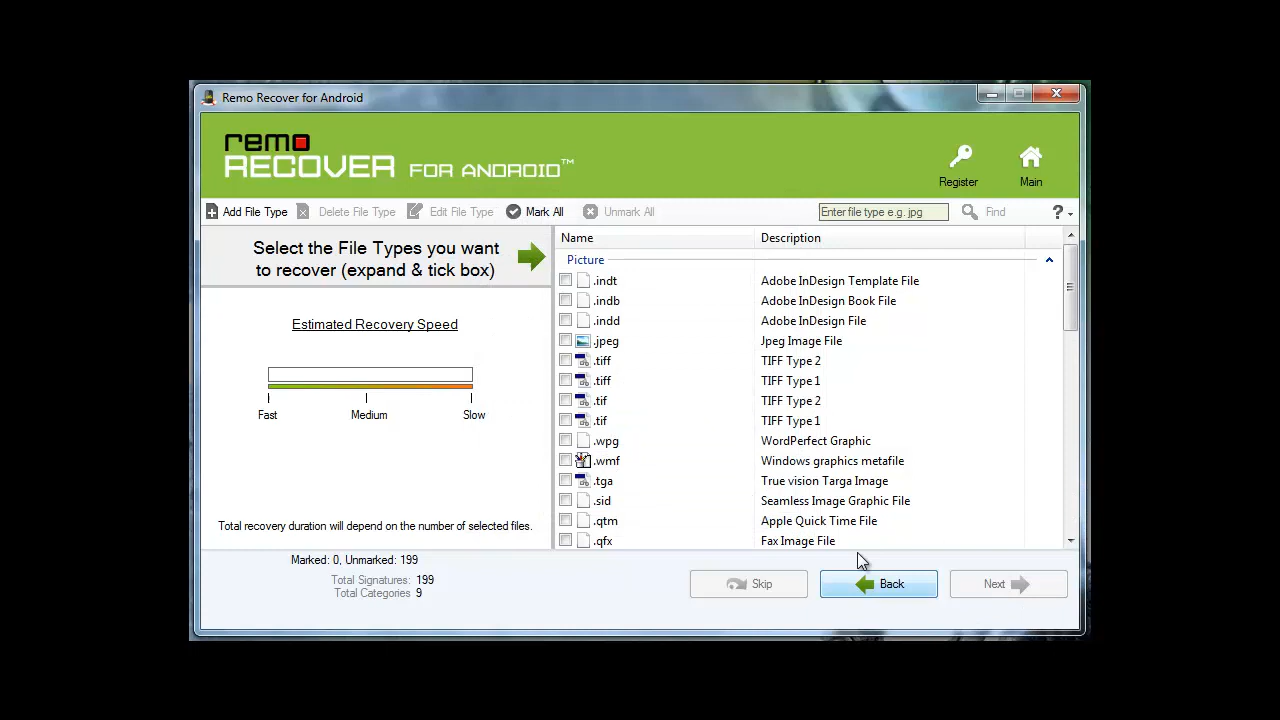 Remo Recover for Android
remo
RECOVER FOR ANDROID™
Register
Main
Add File Type
Delete File Type
Edit File Type
Mark All
Unmark All
Enter file type e.g. jpg
Find
?
Select the File Types you want
to recover (expand & tick box)
Estimated Recovery Speed
Fast
Medium
Slow
Total recovery duration will depend on the number of selected files.
Name Description
Picture
.indt Adobe InDesign Template File
.indb Adobe InDesign Book File
.indd Adobe InDesign File
.jpeg Jpeg Image File
.tiff TIFF Type 2
.tiff TIFF Type 1
.tif TIFF Type 2
.tif TIFF Type 1
.wpg WordPerfect Graphic
.wmf Windows graphics metafile
.tga True vision Targa Image
.sid Seamless Image Graphic File
.qtm Apple Quick Time File
.qfx Fax Image File
Marked: 0, Unmarked: 199
Total Signatures: 199
Total Categories 9
Skip
Back
Next